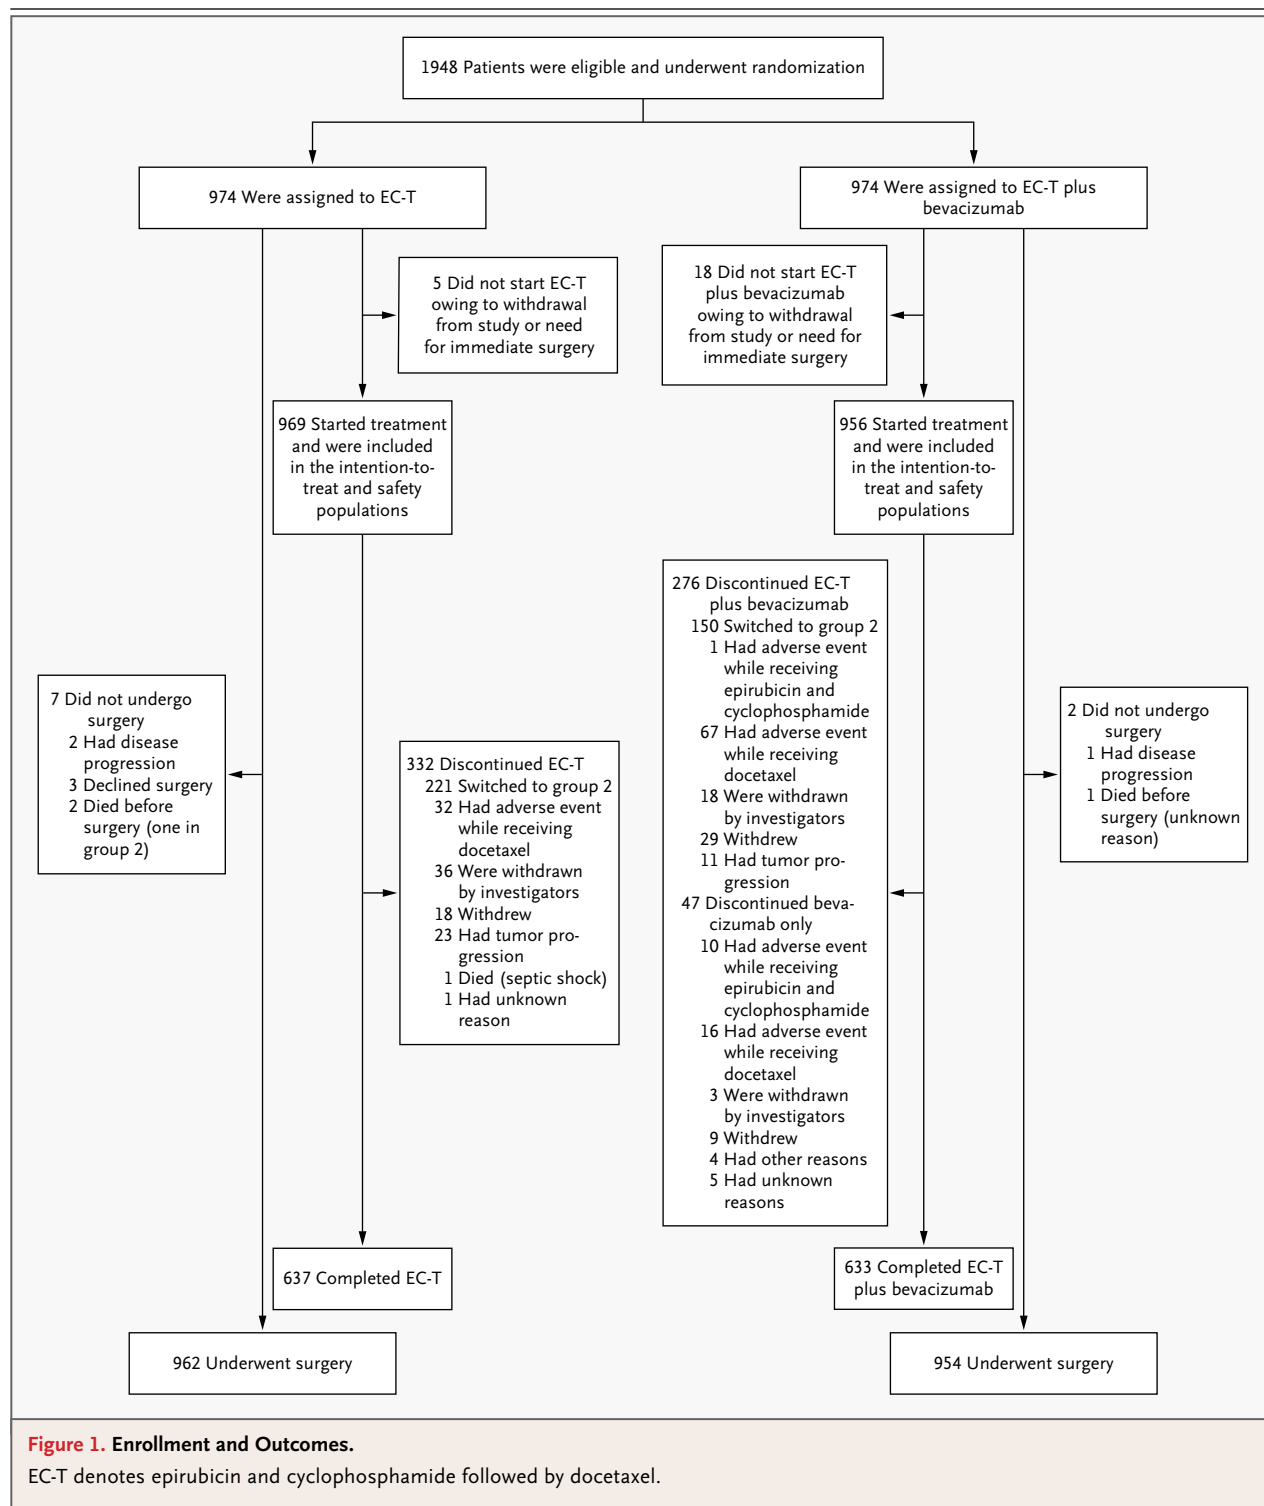 1948 Patients were eligible and underwent randomization
974 Were assigned to EC-T
974 Were assigned to EC-T plus
bevacizumab
5 Did not start EC-T
owing to withdrawal
from study or need
for immediate surgery
18 Did not start EC-T
plus bevacizumab
owing to withdrawal
from study or need for
immediate surgery
969 Started treatment
and were included
in the intention-to-
treat and safety
populations
956 Started treatment
and were included
in the intention-to-
treat and safety
populations
7 Did not undergo
surgery
2 Had disease
progression
3 Declined surgery
2 Died before
surgery (one in
group 2)
332 Discontinued EC-T
221 Switched to group 2
32 Had adverse event
while receiving
docetaxel
36 Were withdrawn
by investigators
18 Withdrew
23 Had tumor pro-
gression
1 Died (septic shock)
1 Had unknown
reason
276 Discontinued EC-T
plus bevacizumab
150 Switched to group 2
1 Had adverse event
while receiving
epirubicin and
cyclophosphamide
67 Had adverse event
while receiving
docetaxel
18 Were withdrawn
by investigators
29 Withdrew
11 Had tumor pro-
gression
47 Discontinued beva-
cizumab only
10 Had adverse event
while receiving
epirubicin and
cyclophosphamide
16 Had adverse event
while receiving
docetaxel
3 Were withdrawn
by investigators
9 Withdrew
4 Had other reasons
5 Had unknown
reasons
2 Did not undergo
surgery
1 Had disease
progression
1 Died before
surgery (unknown
reason)
637 Completed EC-T
633 Completed EC-T
plus bevacizumab
962 Underwent surgery
954 Underwent surgery
Figure 1. Enrollment and Outcomes.
EC-T denotes epirubicin and cyclophosphamide followed by docetaxel.